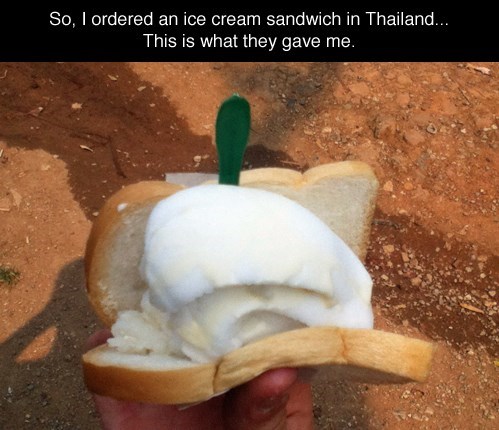 So, I ordered an ice cream sandwich in Thailand...
This is what they gave me.